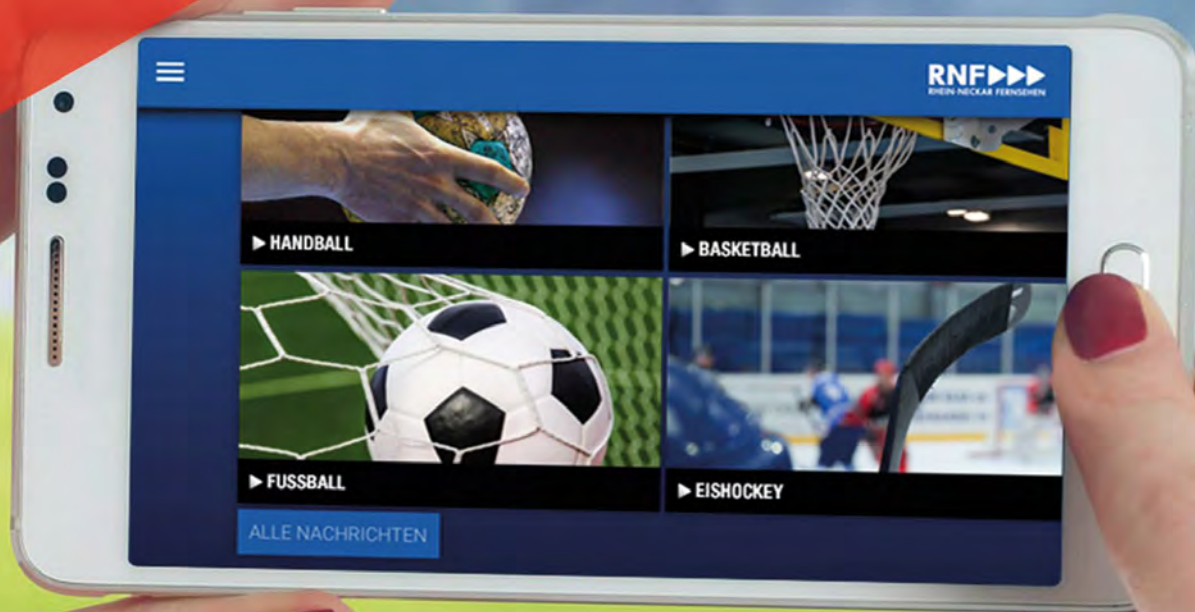 RNF
RHEIN-NECKAR FERNSEHEN
HANDBALL
BASKETBALL
FUSSBALL
EISHOCKEY
ALLE NACHRICHTEN